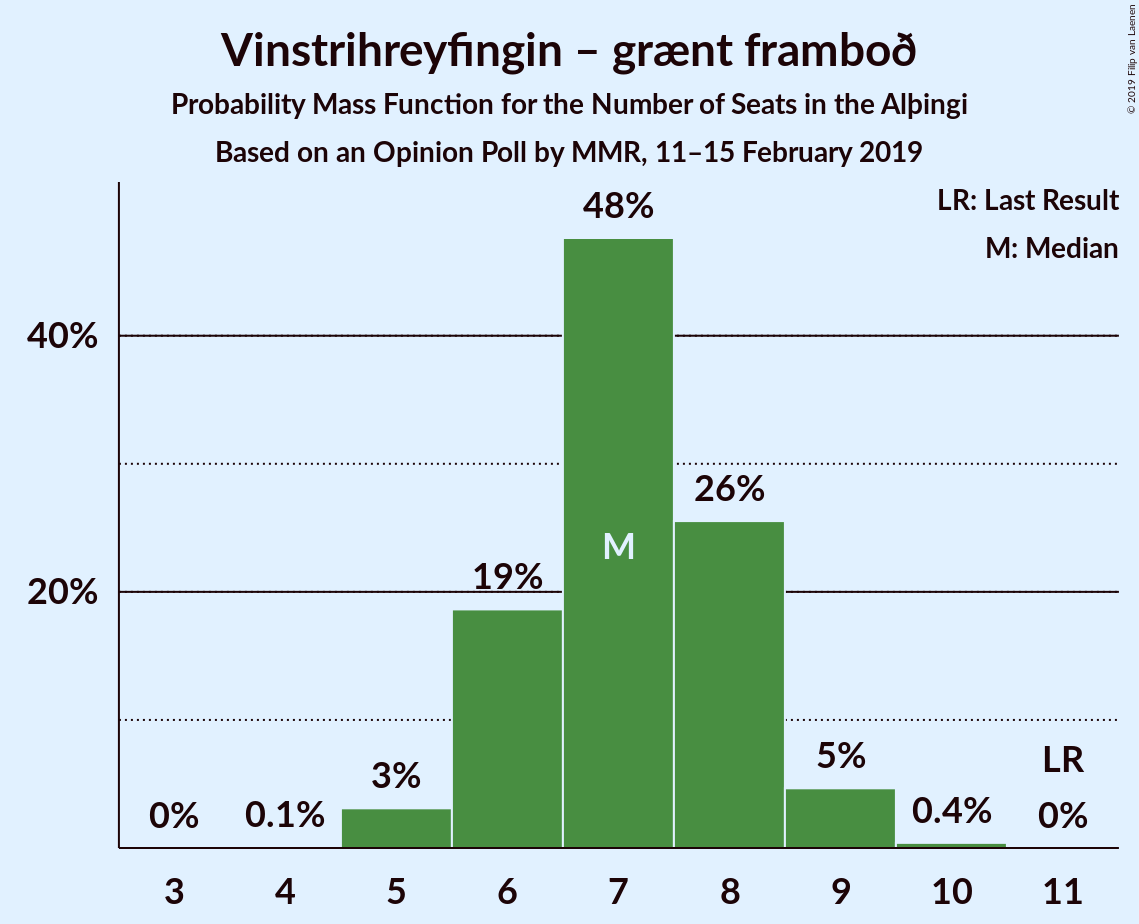 Vinstrihreyfingin – grænt framboð
Probability Mass Function for the Number of Seats in the Alþingi
Based on an Opinion Poll by MMR, 11–15 February 2019
© 2019 Filip van Laenen
LR: Last Result
M: Median
48%
40%
26%
M
19%
20%
5%
LR
3%
0%
0.1%
0.4%
0%
3 4 5 6 7 8 9 10 11